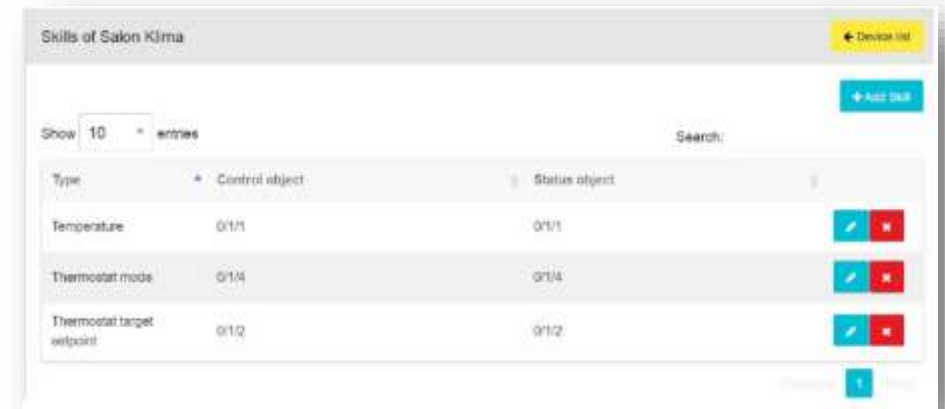 Skills of Salon Klima
Device list
Add Skill
Show 10 entries
Search:
Type Control object Status object
Temperature 0/1/1 0/1/1
Thermostat mode 0/1/4 0/1/4
Thermostat target
setpoint
0/1/2 0/1/2
Previous 1 Next